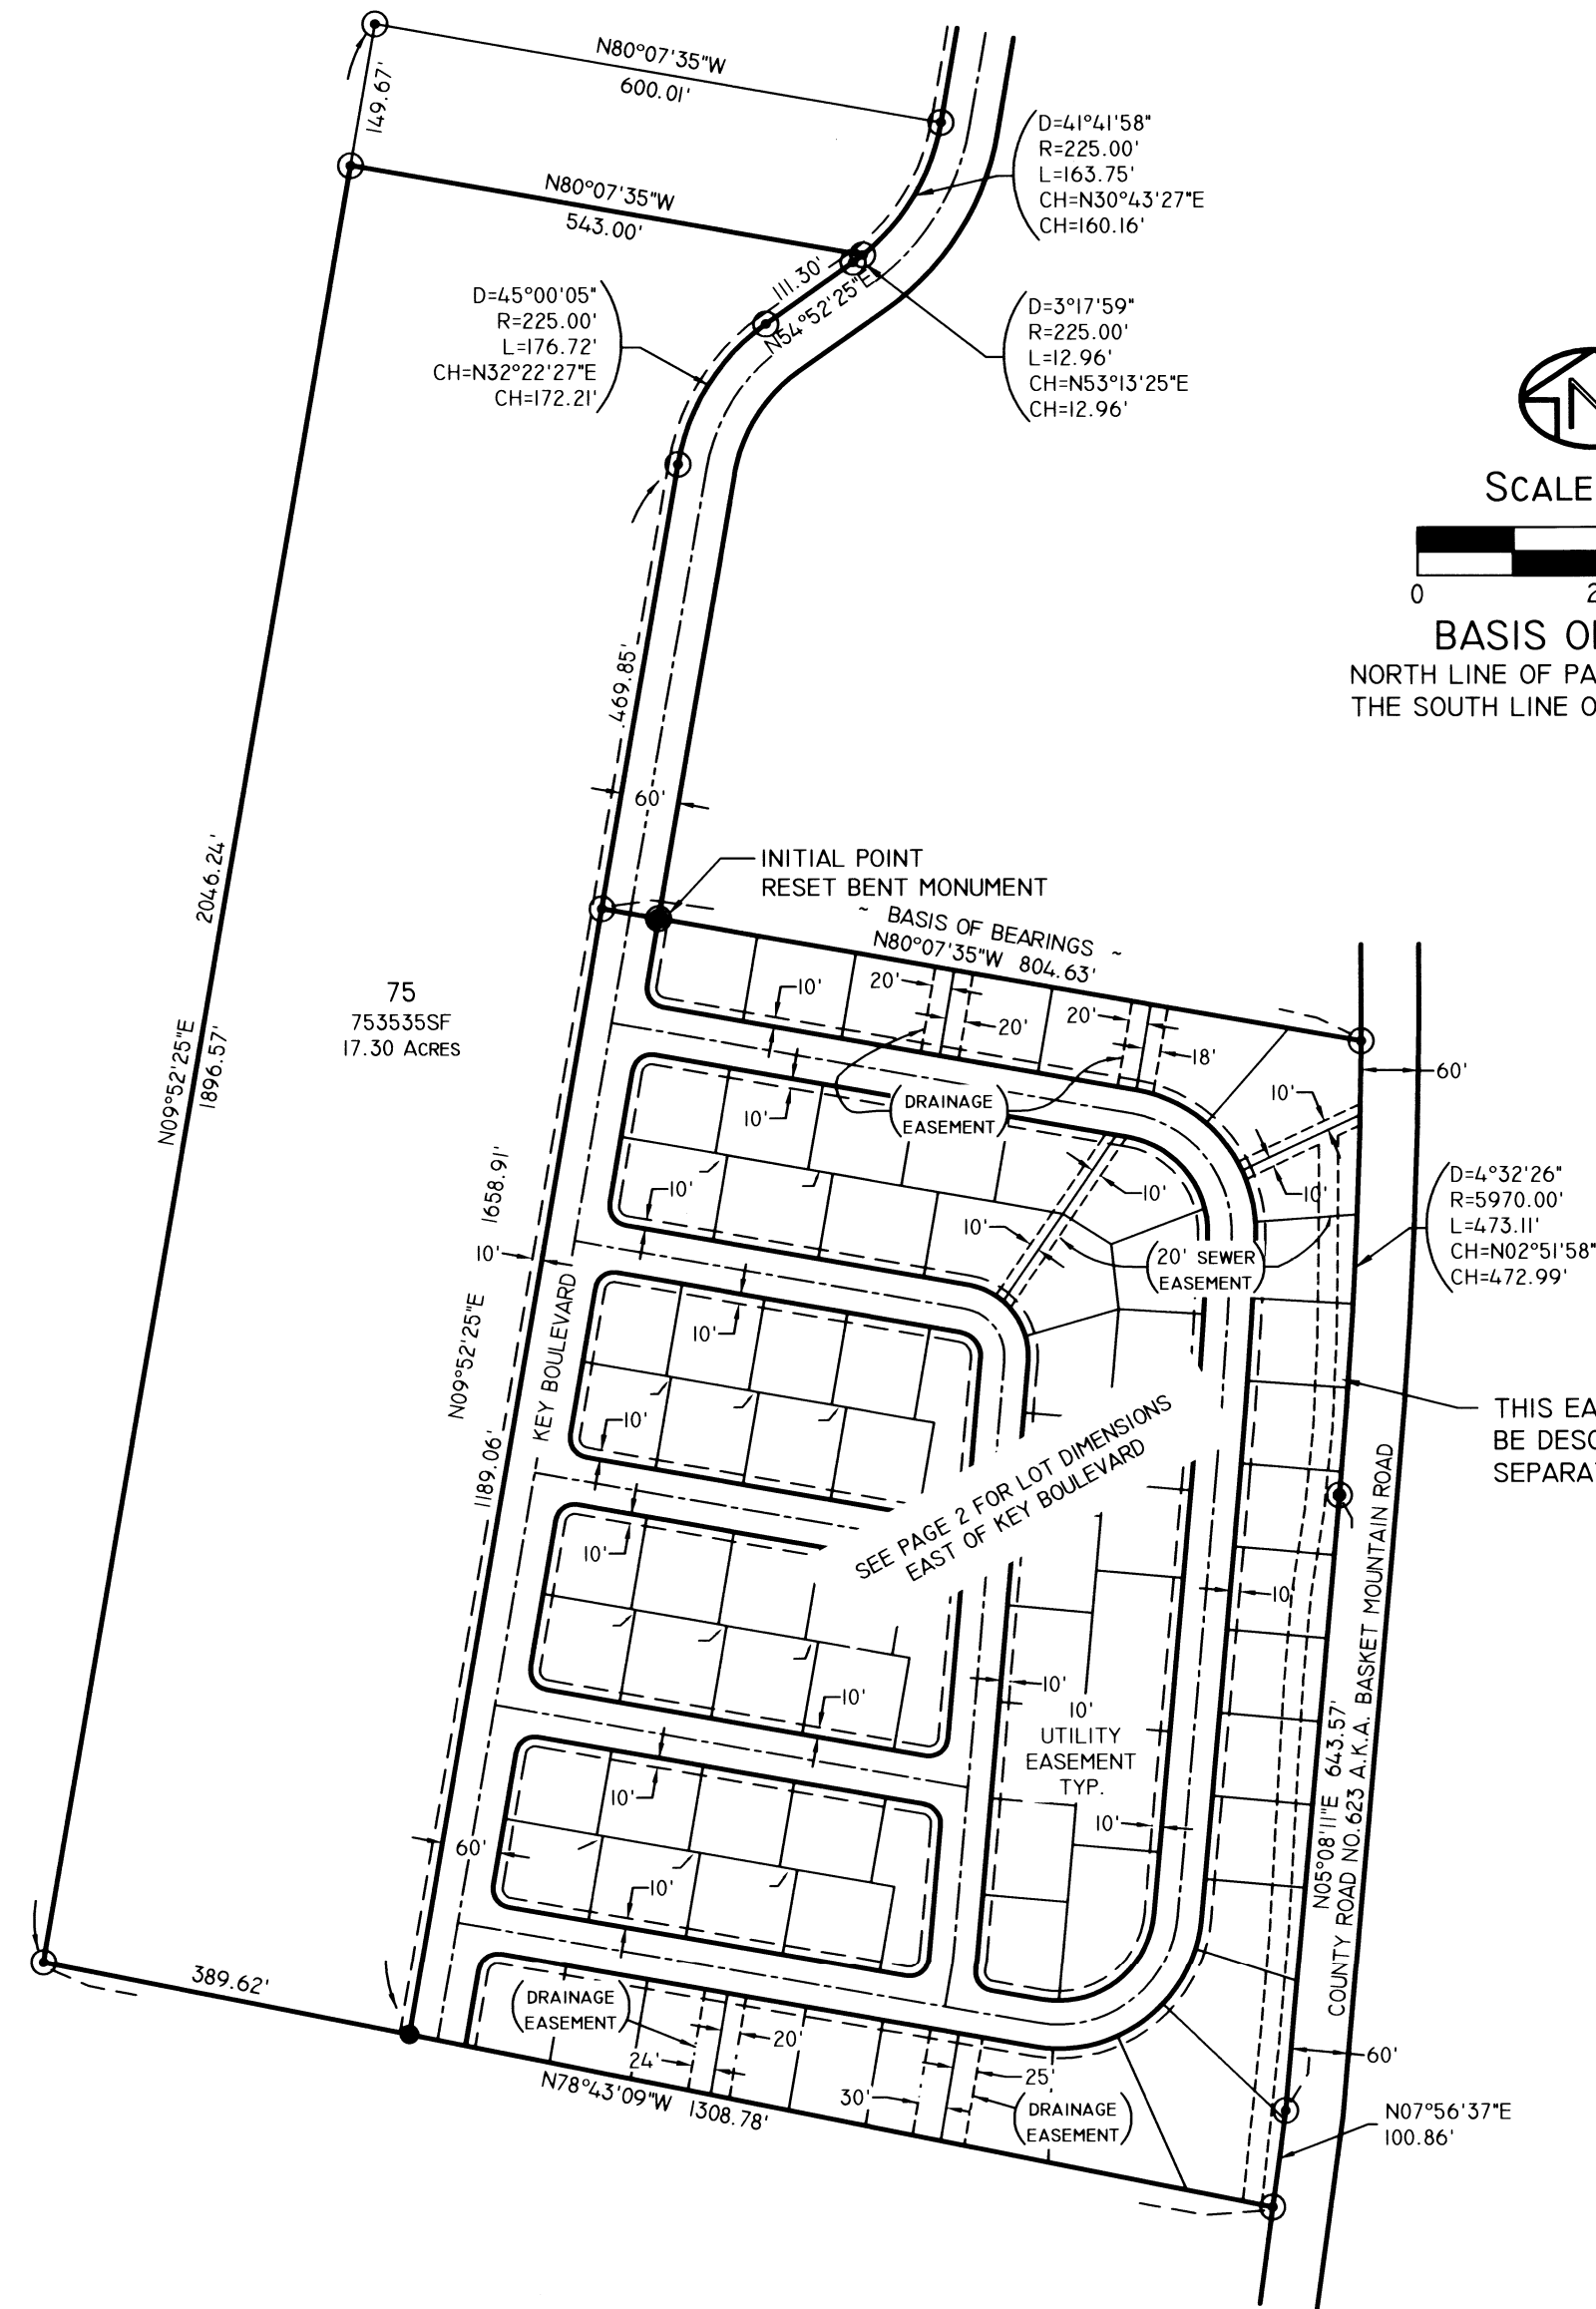 N80°07'35"W
600.01'
149.67'
N80°07'35"W
543.00'
D=41°41'58"
R=225.00'
L=163.75'
CH=N30°43'27"E
CH=160.16'
111.30'
N54°52'25"E
D=45°00'05"
R=225.00'
L=176.72'
CH=N32°22'27"E
CH=172.21'
D=3°17'59"
R=225.00'
L=12.96'
CH=N53°13'25"E
CH=12.96'
N
SCALE
0
2
BASIS O
NORTH LINE OF PA
THE SOUTH LINE O
469.85'
60'
INITIAL POINT
RESET BENT MONUMENT
~ BASIS OF BEARINGS ~
N80°07'35"W 804.63'
2046.24'
N09°52'25"E
1896.57'
75
753535SF
17.30 ACRES
10'
20'
20'
20'
18'
60'
10'
DRAINAGE
EASEMENT
10'
10'
10'
10'
10'
20' SEWER
EASEMENT
D=4°32'26"
R=5970.00'
L=473.11'
CH=N02°51'58"
CH=472.99'
1658.91'
10'
N09°52'25"E
KEY BOULEVARD
1189.06'
10'
10'
SEE PAGE 2 FOR LOT DIMENSIONS
EAST OF KEY BOULEVARD
THIS EA
BE DESC
SEPARA
10'
10'
10'
10'
10'
UTILITY
EASEMENT
TYP.
10'
N05°08'11"E 643.57'
COUNTY ROAD NO.623 A.K.A. BASKET MOUNTAIN ROAD
10'
60'
10'
389.62'
DRAINAGE
EASEMENT
20'
24'
N78°43'09"W 1308.78'
30'
25'
DRAINAGE
EASEMENT
60'
N07°56'37"E
100.86'